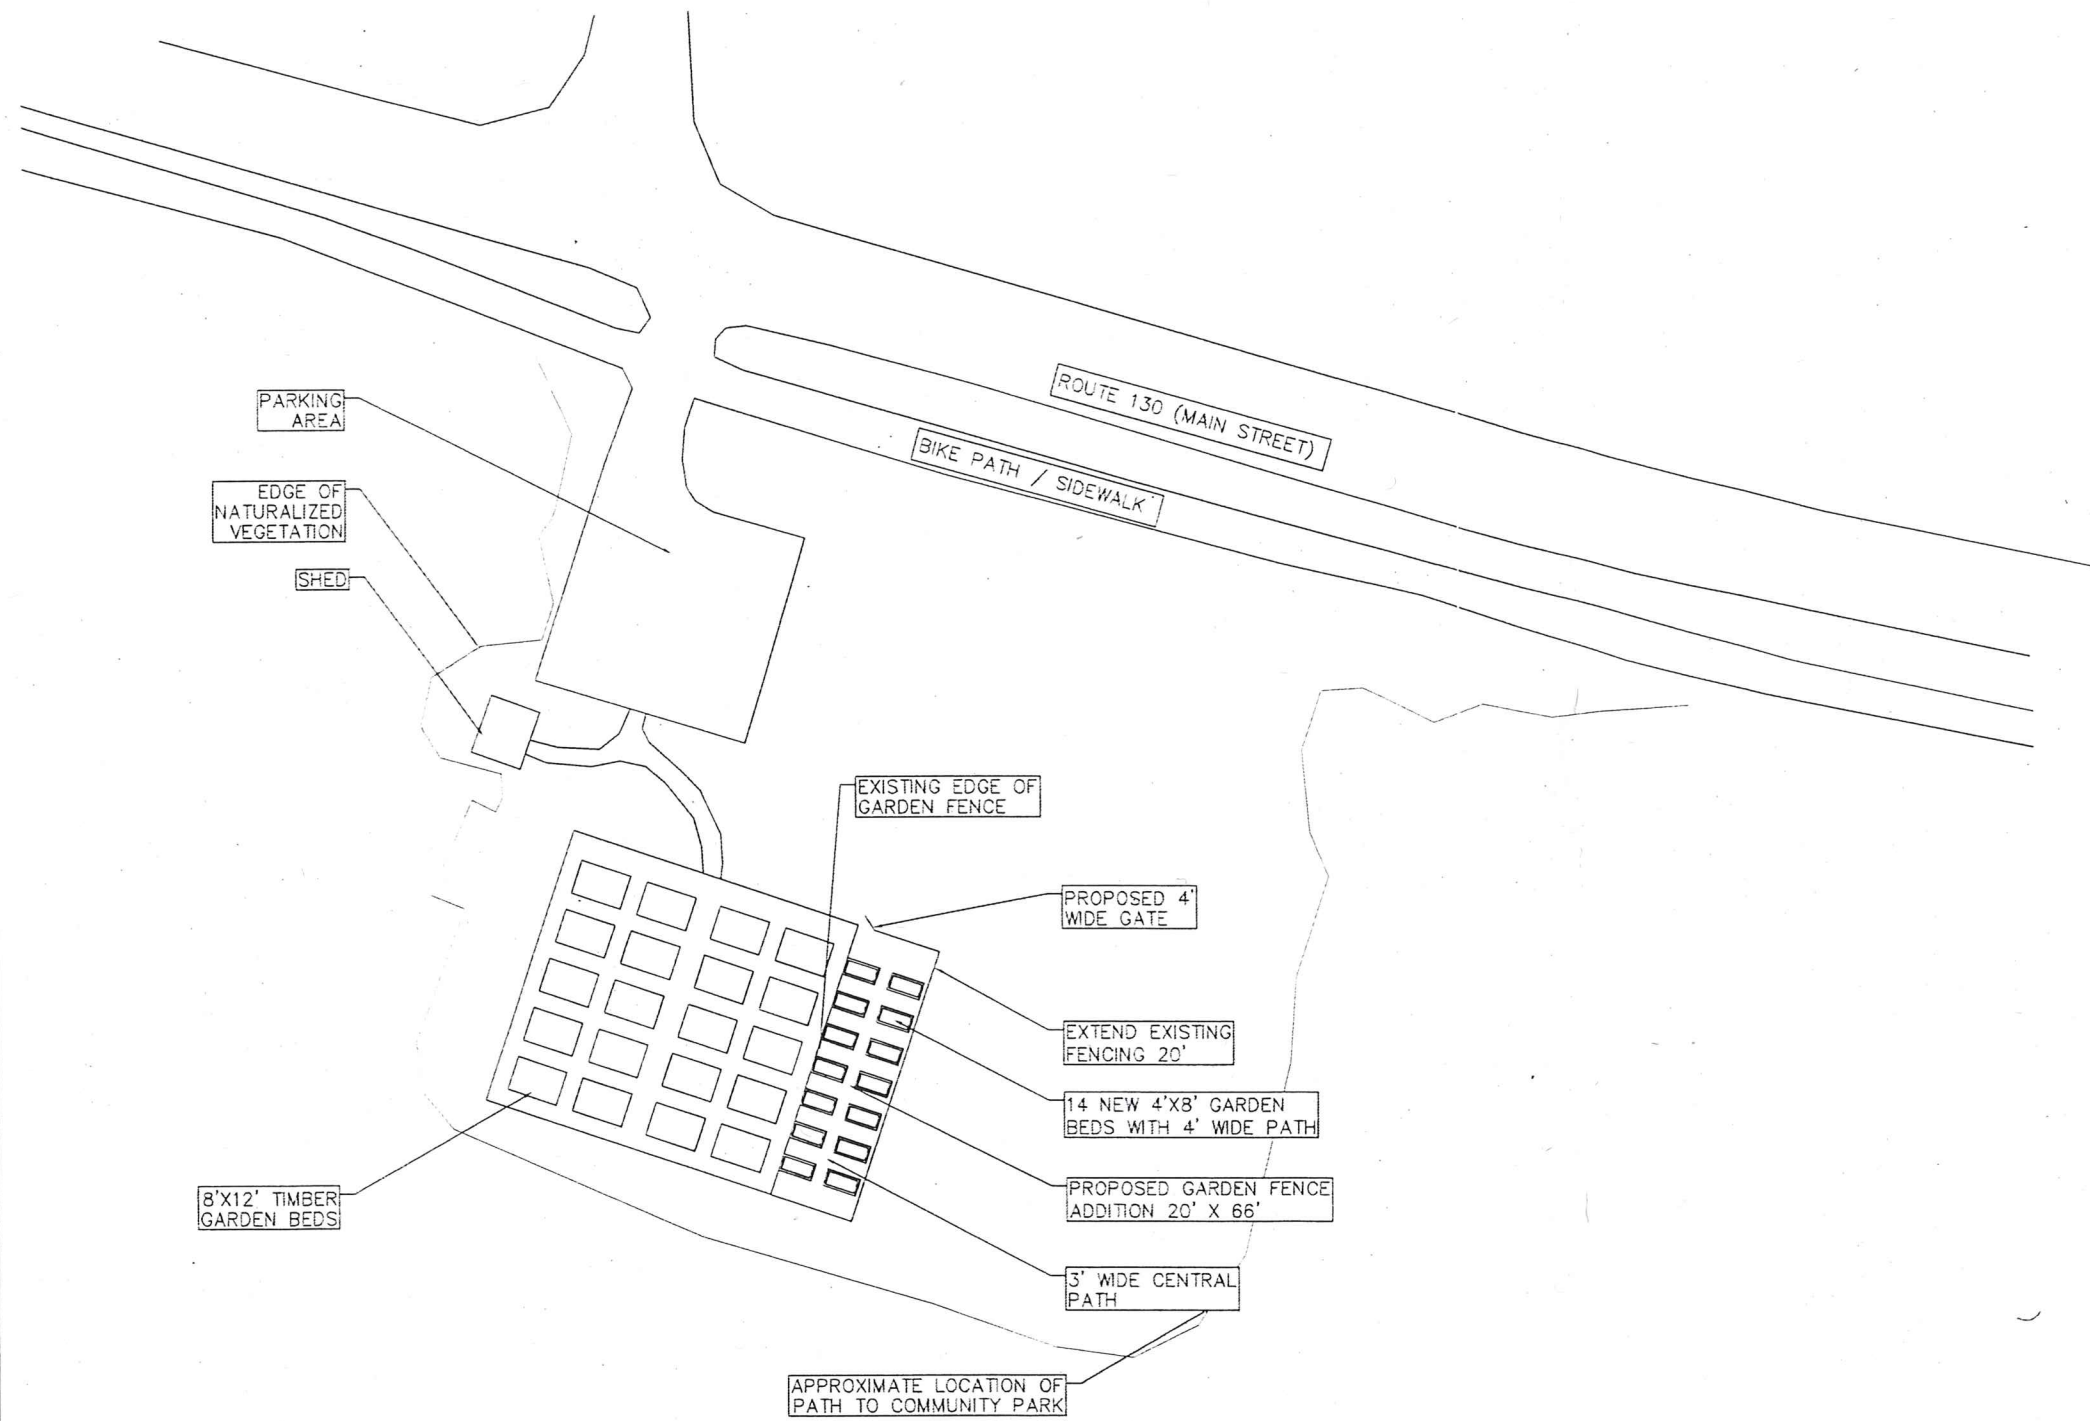 PARKING
AREA
ROUTE 130 (MAIN STREET)
BIKE PATH / SIDEWALK
EDGE OF
NATURALIZED
VEGETATION
SHED
EXISTING EDGE OF
GARDEN FENCE
PROPOSED 4'
WIDE GATE
EXTEND EXISTING
FENCING 20'
14 NEW 4'X8' GARDEN
BEDS WITH 4' WIDE PATH
PROPOSED GARDEN FENCE
ADDITION 20' X 66'
8'X12' TIMBER
GARDEN BEDS
3' WIDE CENTRAL
PATH
APPROXIMATE LOCATION OF
PATH TO COMMUNITY PARK